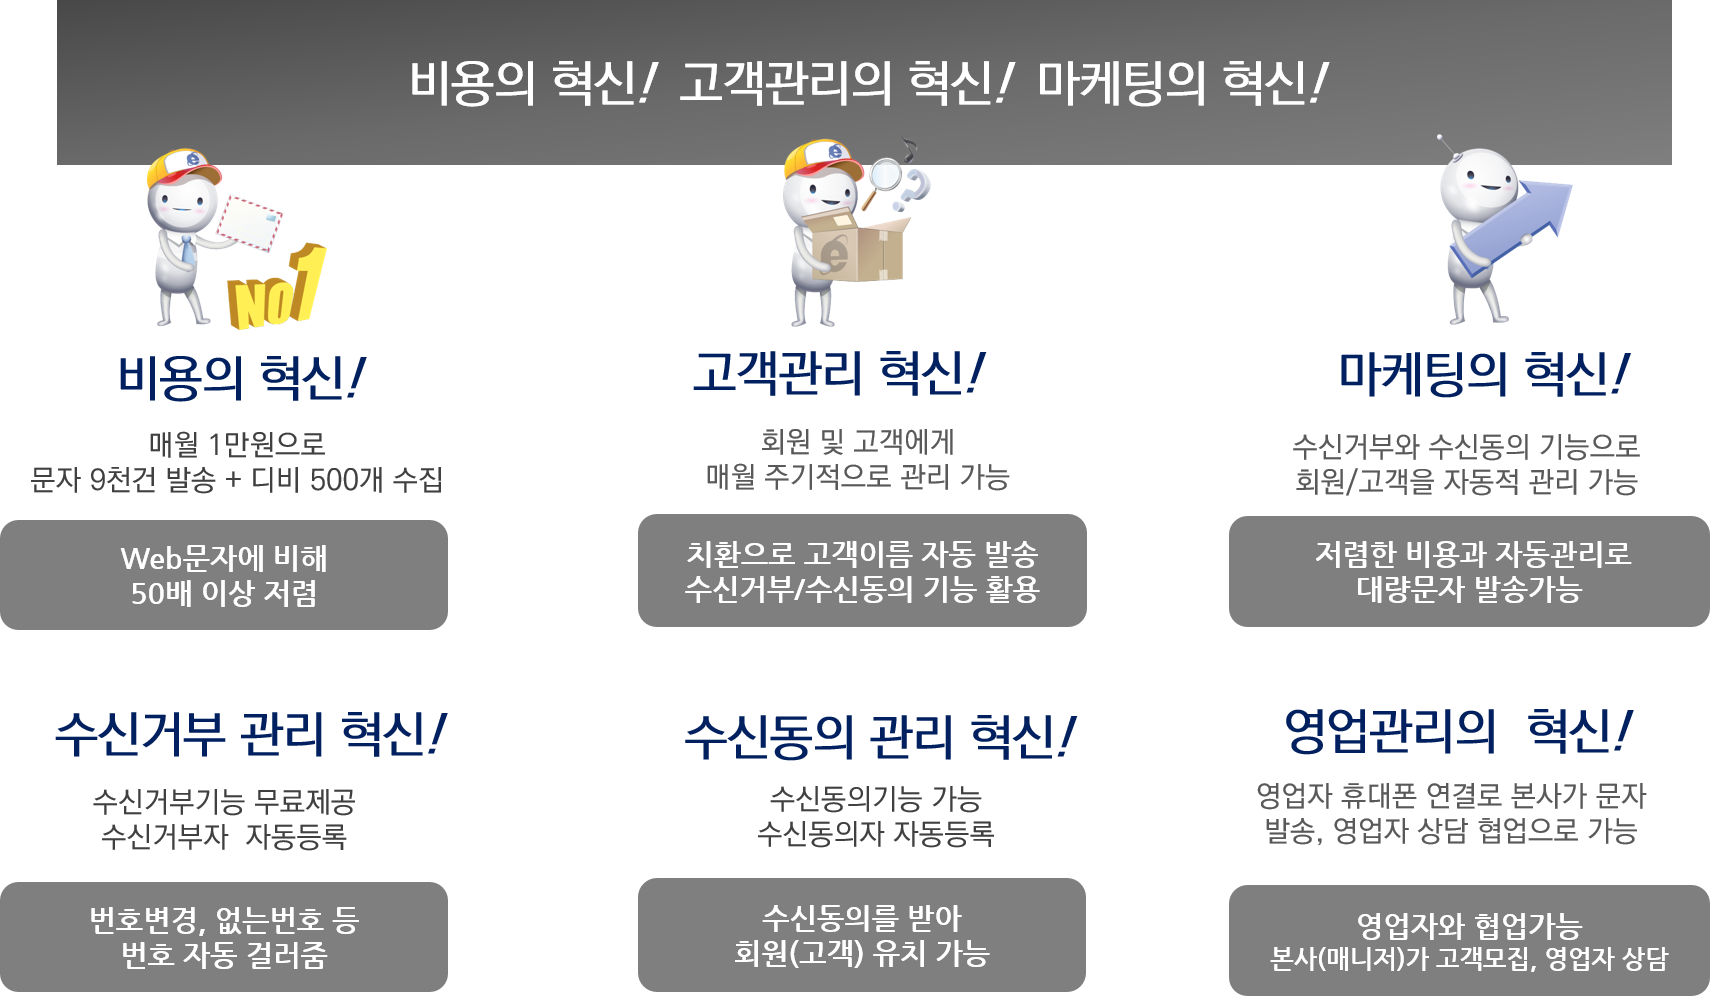 비용의 혁신! 고객관리의 혁신! 마케팅의 혁신!
NO1
비용의 혁신!
매월 1만원으로
문자 9천건 발송 + 디비 500개 수집
Web문자에 비해
50배 이상 저렴
고객관리 혁신!
회원 및 고객에게
매월 주기적으로 관리 가능
치환으로 고객이름 자동 발송
수신거부/수신동의 기능 활용
마케팅의 혁신!
수신거부와 수신동의 기능으로
회원/고객을 자동적 관리 가능
저렴한 비용과 자동관리로
대량문자 발송가능
수신거부 관리 혁신!
수신거부기능 무료제공
수신거부자 자동등록
번호변경, 없는번호 등
번호 자동 걸러줌
수신동의 관리 혁신!
수신동의기능 가능
수신동의자 자동등록
수신동의를 받아
회원(고객) 유치 가능
영업관리의 혁신!
영업자 휴대폰 연결로 본사가 문자
발송, 영업자 상담 협업으로 가능
영업자와 협업가능
본사(매니저)가 고객모집, 영업자 상담